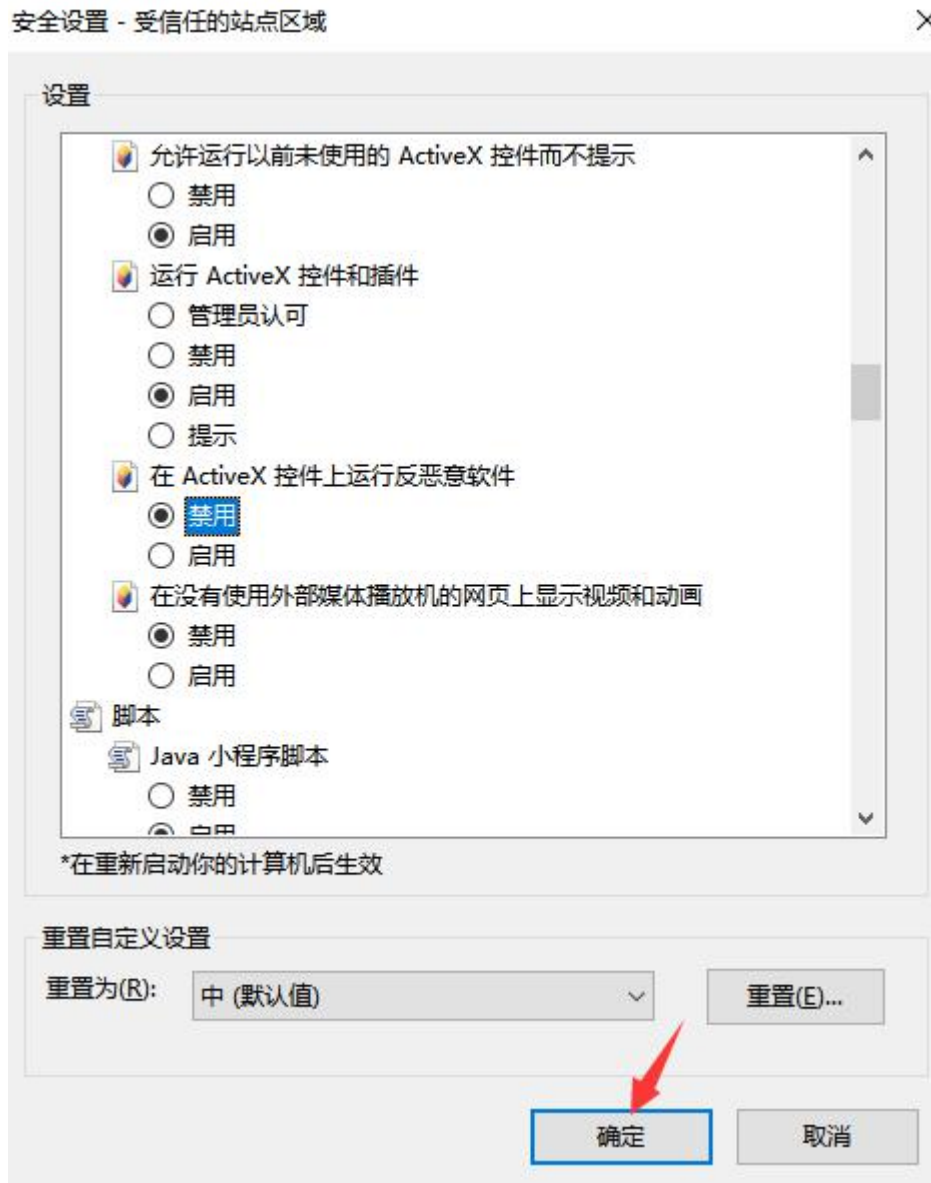 安全设置 - 受信任的站点区域
设置
允许运行以前未使用的 ActiveX 控件而不提示
禁用
启用
运行 ActiveX 控件和插件
管理员认可
禁用
启用
提示
在 ActiveX 控件上运行反恶意软件
禁用
启用
在没有使用外部媒体播放机的网页上显示视频和动画
禁用
启用
脚本
Java 小程序脚本
禁用
启用
*在重新启动你的计算机后生效
重置自定义设置
重置为(R): 中 (默认值) 重置(E)...
确定 取消